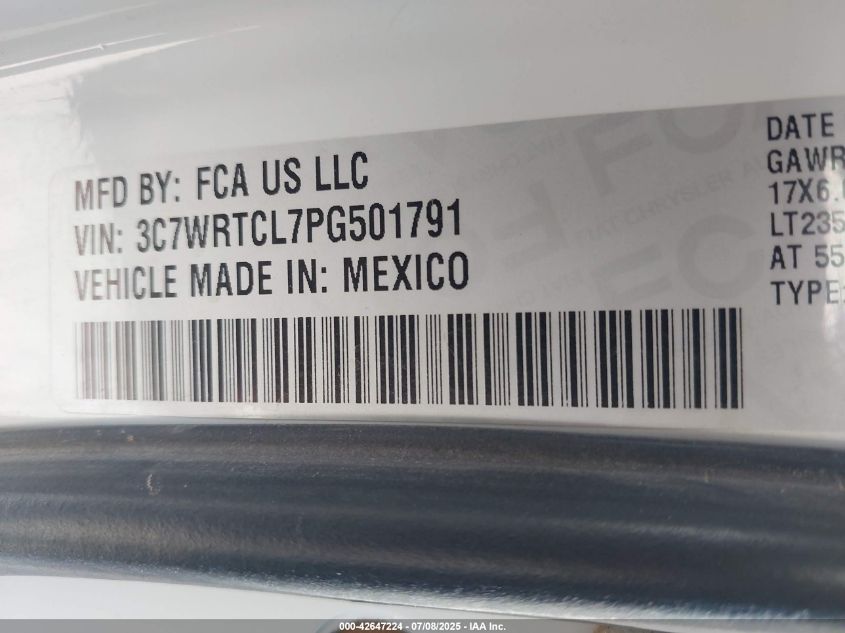 MFD BY: FCA US LLC
VIN: 3C7WRTCL7PG501791
VEHICLE MADE IN: MEXICO
DATE
GAWR
17X6.
LT235
AT 55
TYPE:
000-42647224 - 07/08/2025 - IAA Inc.